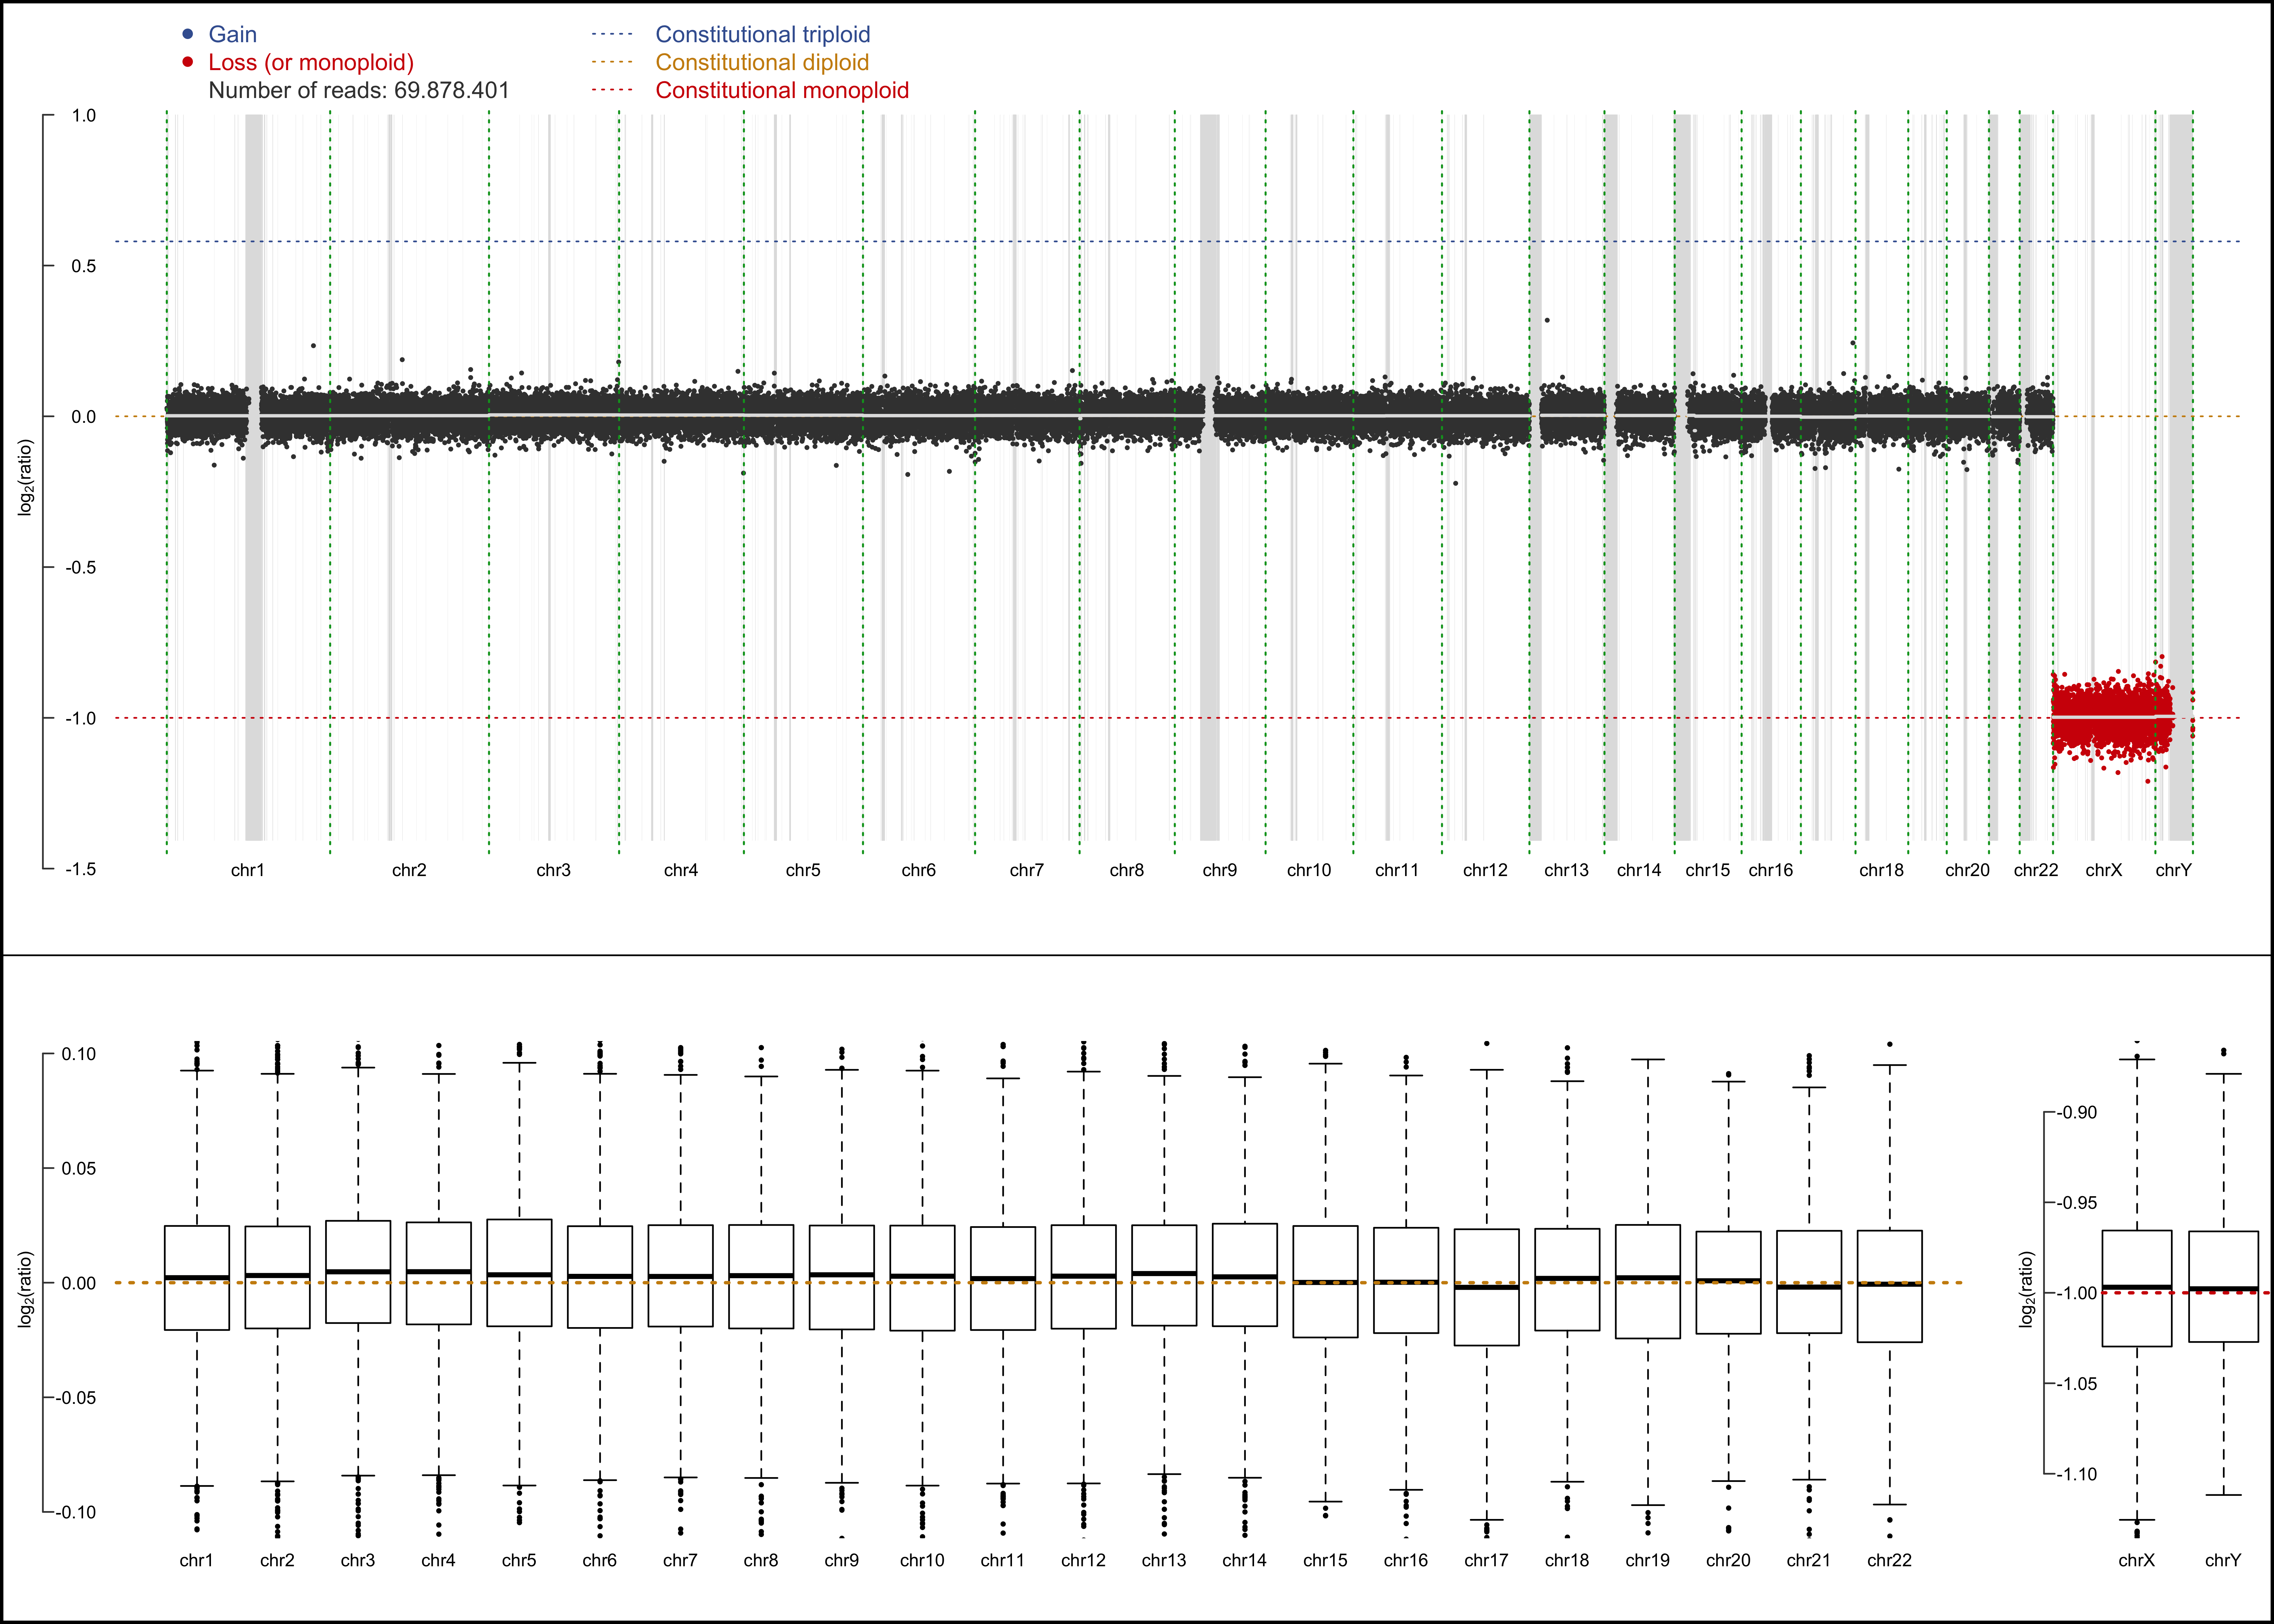 Gain
Loss (or monoploid)
Number of reads: 69.878.401
Constitutional triploid
Constitutional diploid
Constitutional monoploid
log2(ratio)
1.0
0.5
0.0
-0.5
-1.0
-1.5
chr1 chr2 chr3 chr4 chr5 chr6 chr7 chr8 chr9 chr10 chr11 chr12 chr13 chr14 chr15 chr16 chr18 chr20 chr22 chrX chrY
log2(ratio)
0.10
0.05
0.00
-0.05
-0.10
chr1 chr2 chr3 chr4 chr5 chr6 chr7 chr8 chr9 chr10 chr11 chr12 chr13 chr14 chr15 chr16 chr17 chr18 chr19 chr20 chr21 chr22
log2(ratio)
-0.90
-0.95
-1.00
-1.05
-1.10
chrX chrY